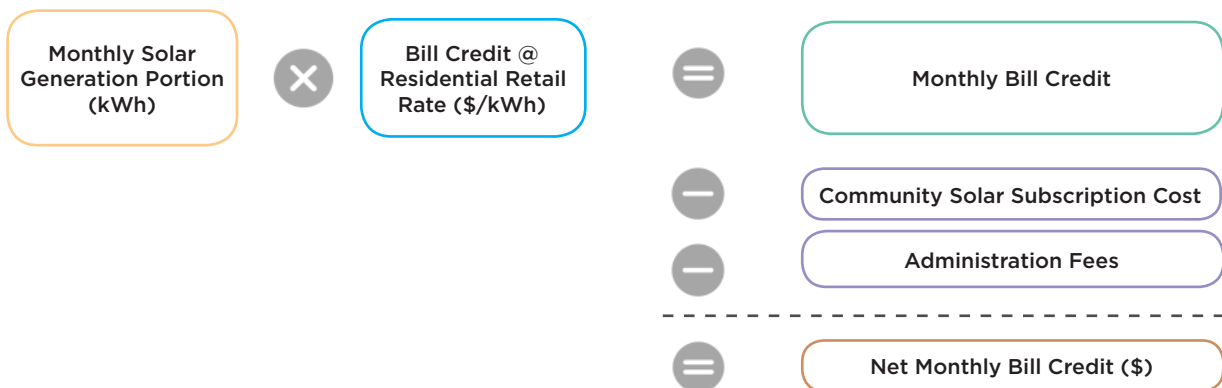 Monthly Solar
Generation Portion
(kWh)
Bill Credit @
Residential Retail
Rate ($/kWh)
Monthly Bill Credit
Community Solar Subscription Cost
Administration Fees
Net Monthly Bill Credit ($)